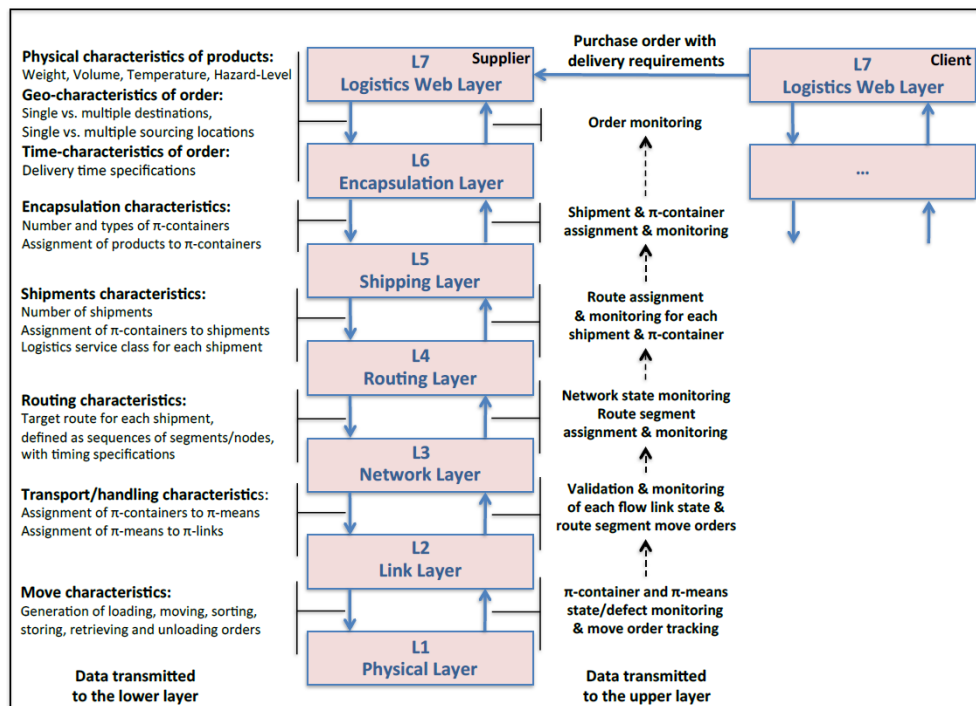 Physical characteristics of products:
Weight, Volume, Temperature, Hazard-Level
Geo-characteristics of order:
Single vs. multiple destinations,
Single vs. multiple sourcing locations
Time-characteristics of order:
Delivery time specifications
Encapsulation characteristics:
Number and types of π-containers
Assignment of products to π-containers
Shipments characteristics:
Number of shipments
Assignment of π-containers to shipments
Logistics service class for each shipment
Routing characteristics:
Target route for each shipment,
defined as sequences of segments/nodes,
with timing specifications
Transport/handling characteristics:
Assignment of π-containers to π-means
Assignment of π-means to π-links
Move characteristics:
Generation of loading, moving, sorting,
storing, retrieving and unloading orders
Data transmitted
to the lower layer
L7 Supplier
Logistics Web Layer
L6
Encapsulation Layer
L5
Shipping Layer
L4
Routing Layer
L3
Network Layer
L2
Link Layer
L1
Physical Layer
Purchase order with
delivery requirements
Order monitoring
Shipment & π-container
assignment & monitoring
Route assignment
& monitoring for each
shipment & π-container
Network state monitoring
Route segment
assignment & monitoring
Validation & monitoring
of each flow link state &
route segment move orders
π-container and π-means
state/defect monitoring
& move order tracking
Data transmitted
to the upper layer
L7 Client
Logistics Web Layer
...